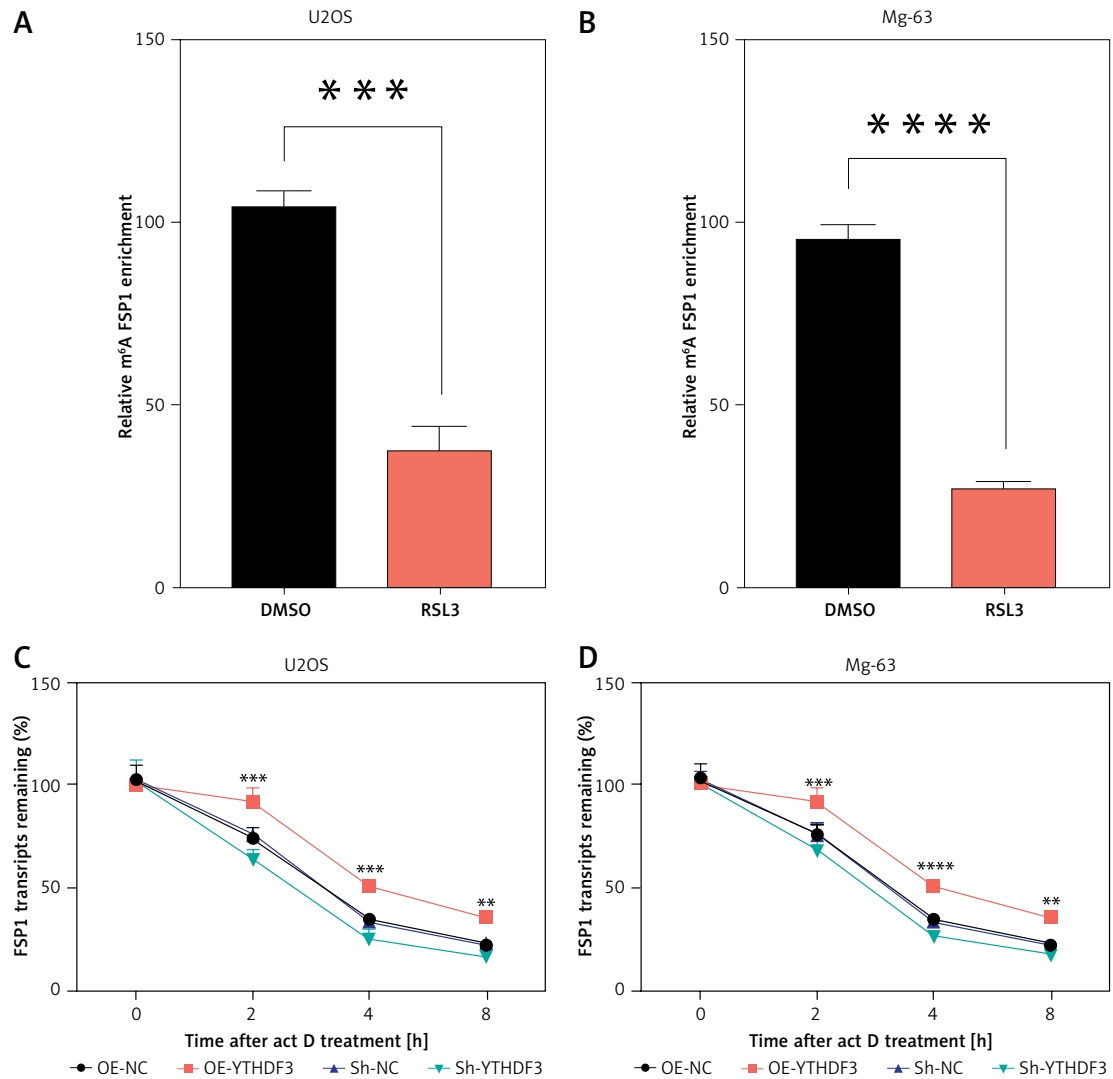 A
U2OS
150
100
50
0
Relative m⁶A FSP1 enrichment
***
DMSO
RSL3
B
Mg-63
150
100
50
0
Relative m⁶A FSP1 enrichment
****
DMSO
RSL3
C
U2OS
150
100
50
0
FSP1 transripts remaining (%)
***
***
**
0 2 4 8
Time after act D treatment [h]
OE-NC OE-YTHDF3 Sh-NC Sh-YTHDF3
D
Mg-63
150
100
50
0
FSP1 transripts remaining (%)
***
****
**
0 2 4 8
Time after act D treatment [h]
OE-NC OE-YTHDF3 Sh-NC Sh-YTHDF3